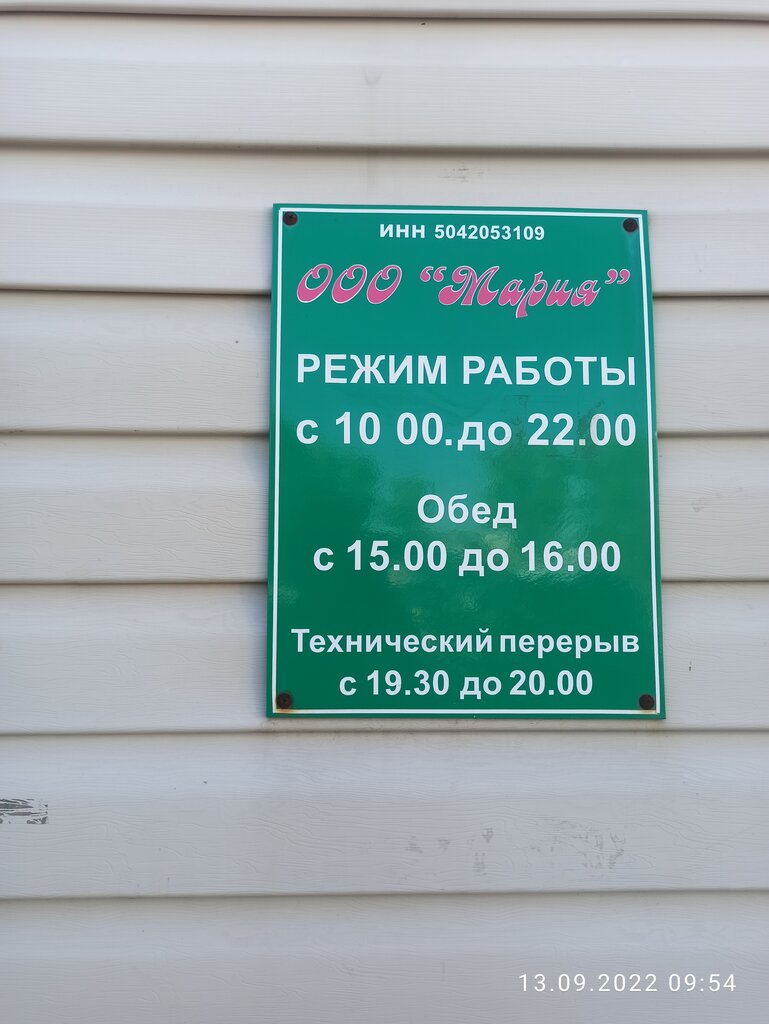 ИНН 5042053109
ООО “Мария”
РЕЖИМ РАБОТЫ
с 10 00.до 22.00
Обед
с 15.00 до 16.00
Технический перерыв
с 19.30 до 20.00
13.09.2022 09:54